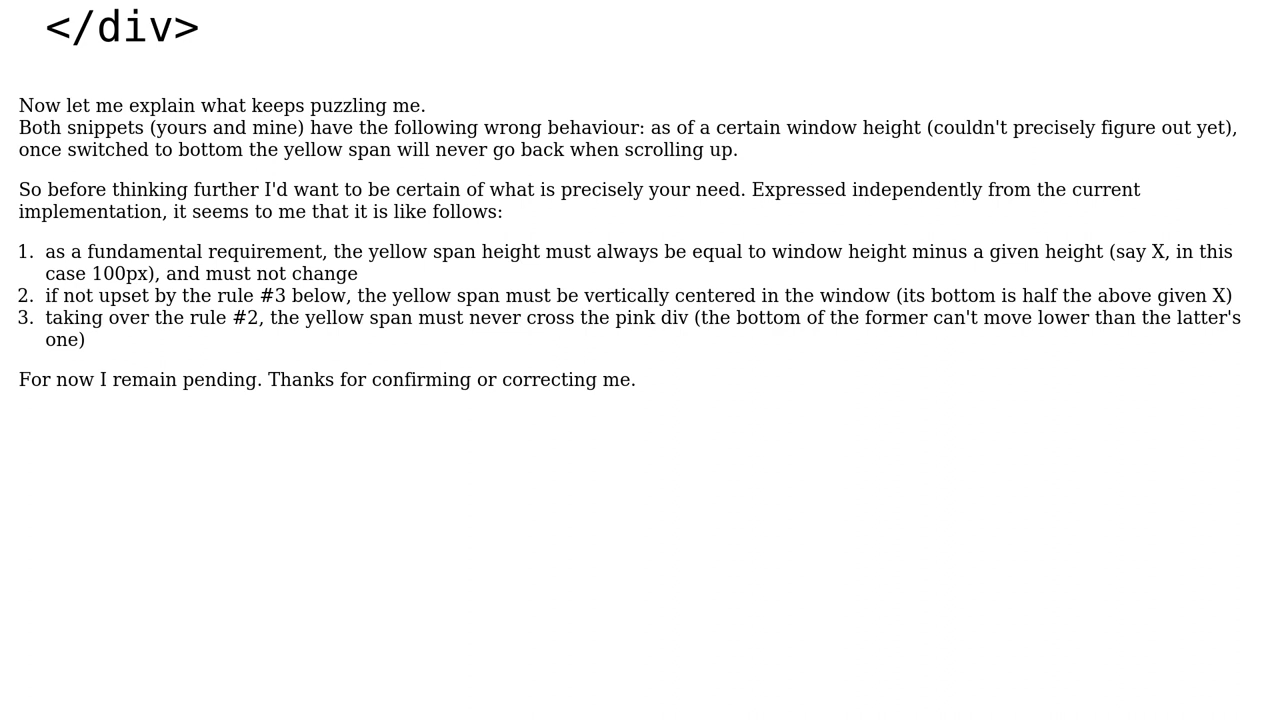 </div>
Now let me explain what keeps puzzling me.
Both snippets (yours and mine) have the following wrong behaviour: as of a certain window height (couldn't precisely figure out yet),
once switched to bottom the yellow span will never go back when scrolling up.
So before thinking further I'd want to be certain of what is precisely your need. Expressed independently from the current
implementation, it seems to me that it is like follows:
1. as a fundamental requirement, the yellow span height must always be equal to window height minus a given height (say X, in this
case 100px), and must not change
2. if not upset by the rule #3 below, the yellow span must be vertically centered in the window (its bottom is half the above given X)
3. taking over the rule #2, the yellow span must never cross the pink div (the bottom of the former can't move lower than the latter's
one)
For now I remain pending. Thanks for confirming or correcting me.